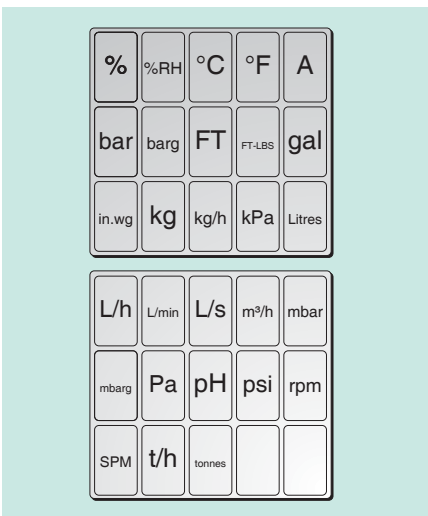 % %RH °C °F A
bar barg FT FT-LBS gal
in.wg kg kg/h kPa Litres
L/h L/min L/s m³/h mbar
mbarg Pa pH psi rpm
SPM t/h tonnes